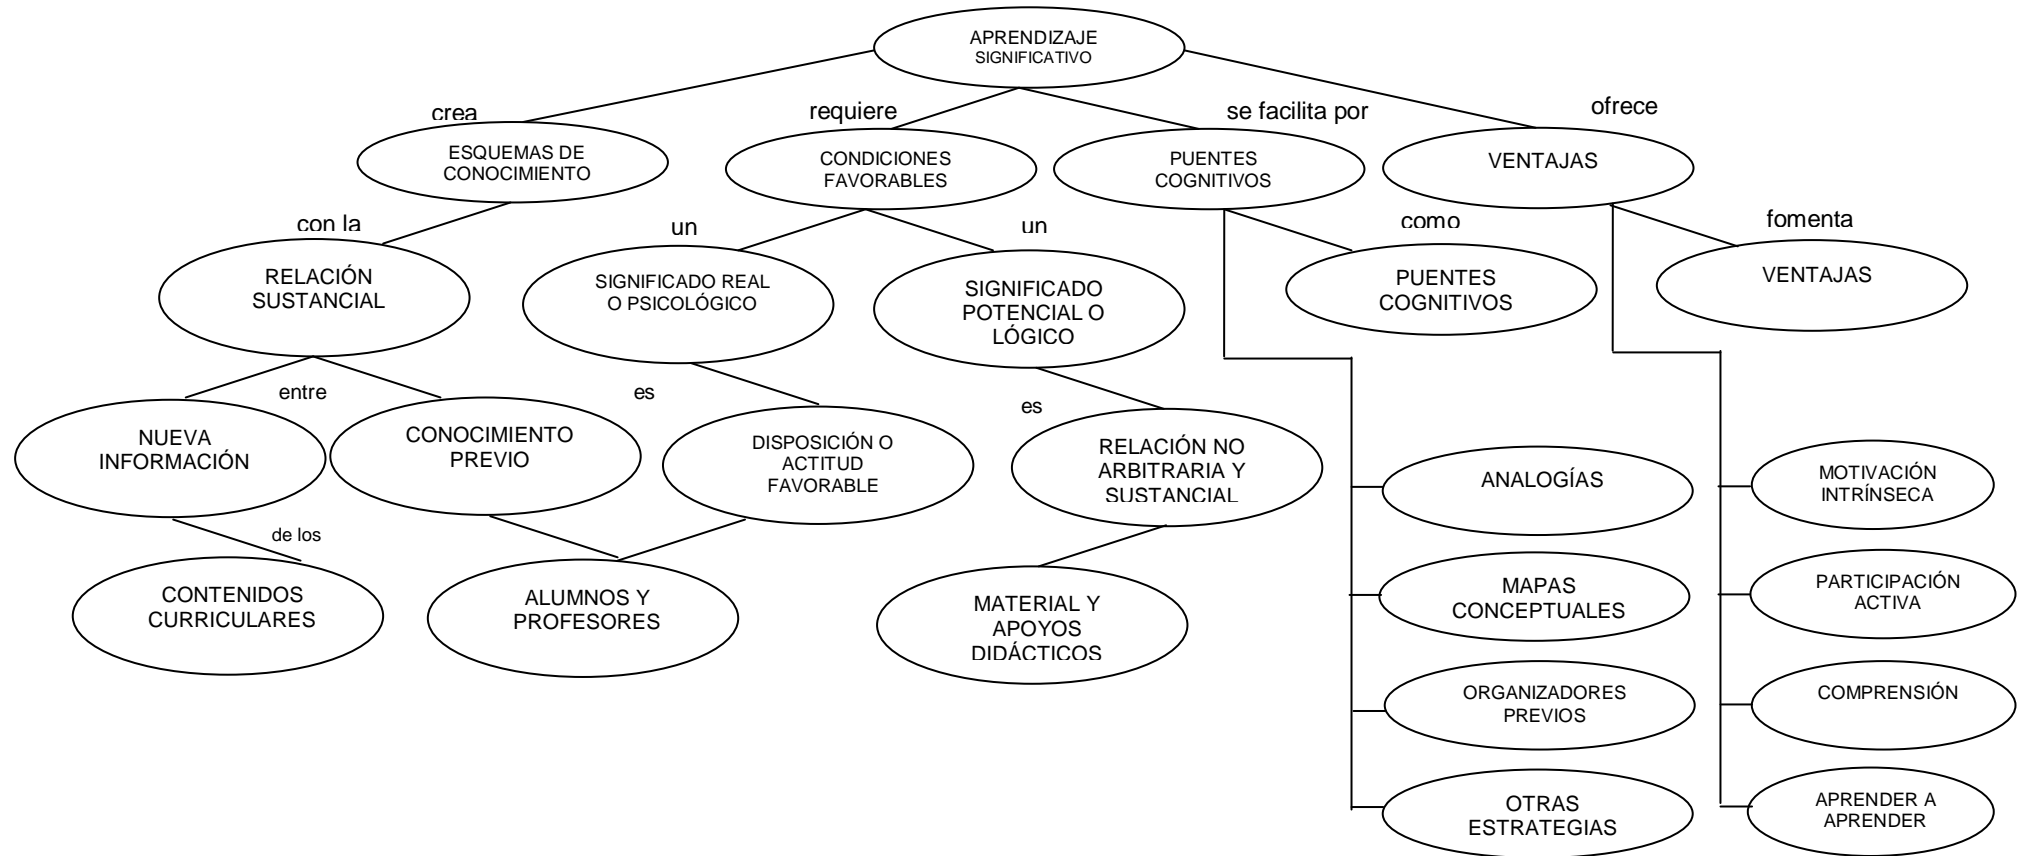 APRENDIZAJE
SIGNIFICATIVO
crea
requiere
se facilita por
ofrece
ESQUEMAS DE
CONOCIMIENTO
CONDICIONES
FAVORABLES
PUENTES
COGNITIVOS
VENTAJAS
con la
un
un
como
fomenta
RELACIÓN
SUSTANCIAL
SIGNIFICADO REAL
O PSICOLÓGICO
SIGNIFICADO
POTENCIAL O
LÓGICO
PUENTES
COGNITIVOS
VENTAJAS
entre
es
es
NUEVA
INFORMACIÓN
CONOCIMIENTO
PREVIO
DISPOSICIÓN O
ACTITUD
FAVORABLE
RELACIÓN NO
ARBITRARIA Y
SUSTANCIAL
ANALOGÍAS
MOTIVACIÓN
INTRÍNSECA
de los
CONTENIDOS
CURRICULARES
ALUMNOS Y
PROFESORES
MATERIAL Y
APOYOS
DIDÁCTICOS
MAPAS
CONCEPTUALES
PARTICIPACIÓN
ACTIVA
ORGANIZADORES
PREVIOS
COMPRENSIÓN
OTRAS
ESTRATEGIAS
APRENDER A
APRENDER